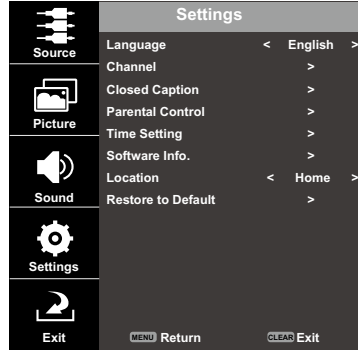 Settings
Source
Language < English >
Channel >
Closed Caption >
Parental Control >
Picture
Time Setting >
Software Info. >
Location < Home >
Sound
Restore to Default >
Settings
Exit
MENU Return CLEAR Exit